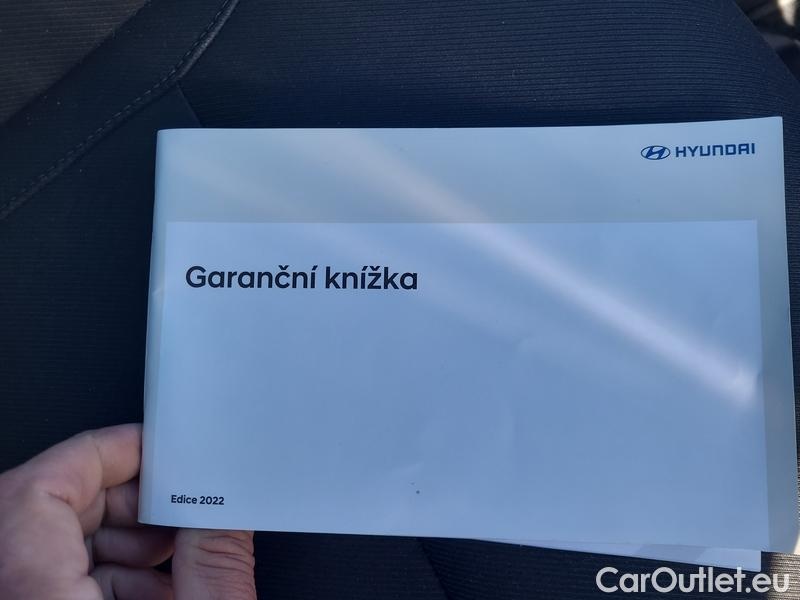 HYUNDAI
Garanční knížka
Edice 2022
CarOutlet.eu